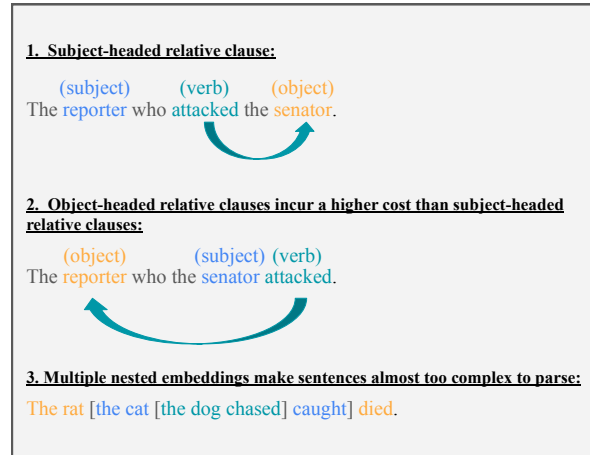 1. Subject-headed relative clause:
(subject) (verb) (object)
The reporter who attacked the senator.
2. Object-headed relative clauses incur a higher cost than subject-headed
relative clauses:
(object) (subject) (verb)
The reporter who the senator attacked.
3. Multiple nested embeddings make sentences almost too complex to parse:
The rat [the cat [the dog chased] caught] died.